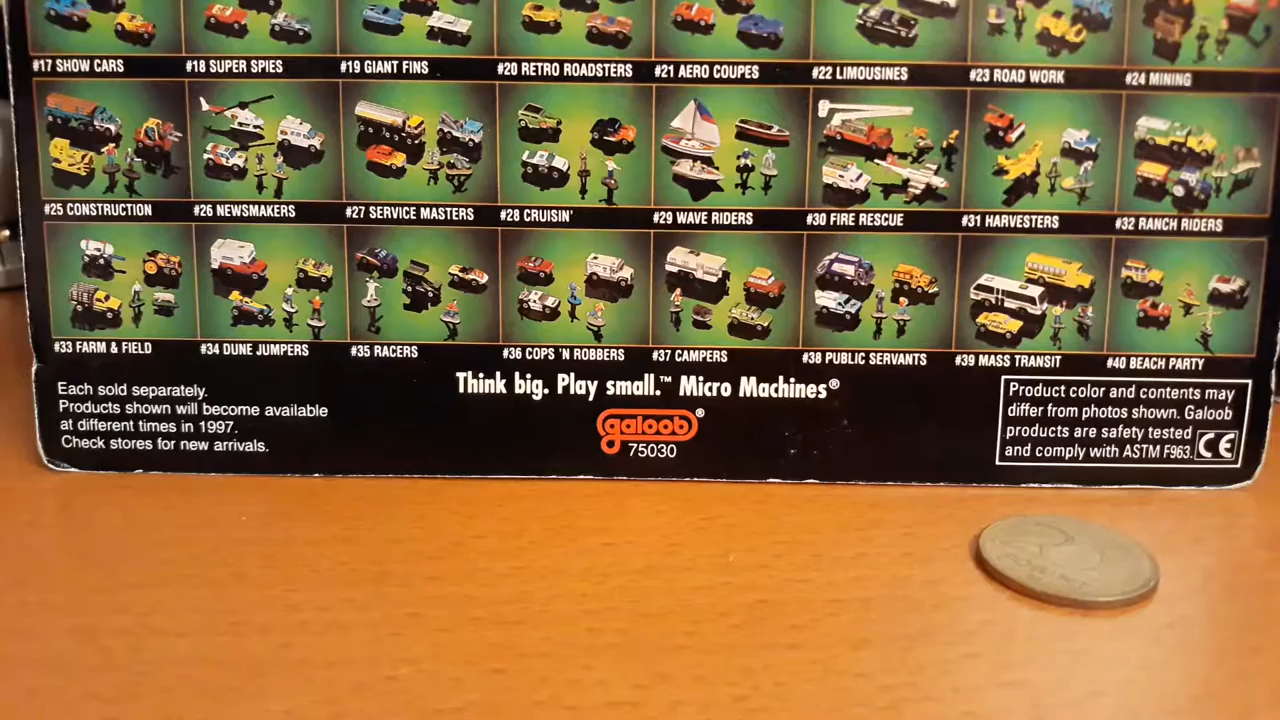 #17 SHOW CARS
#18 SUPER SPIES
#19 GIANT FINS
#20 RETRO ROADSTERS
#21 AERO COUPES
#22 LIMOUSINES
#23 ROAD WORK
#24 MINING
#25 CONSTRUCTION
#26 NEWSMAKERS
#27 SERVICE MASTERS
#28 CRUISIN'
#29 WAVE RIDERS
#30 FIRE RESCUE
#31 HARVESTERS
#32 RANCH RIDERS
#33 FARM & FIELD
#34 DUNE JUMPERS
#35 RACERS
#36 COPS 'N ROBBERS
#37 CAMPERS
#38 PUBLIC SERVANTS
#39 MASS TRANSIT
#40 BEACH PARTY
Each sold separately.
Products shown will become available
at different times in 1997.
Check stores for new arrivals.
Think big. Play small.™ Micro Machines®
galoob®
75030
Product color and contents may
differ from photos shown. Galoob
products are safety tested
and comply with ASTM F963. CE
2